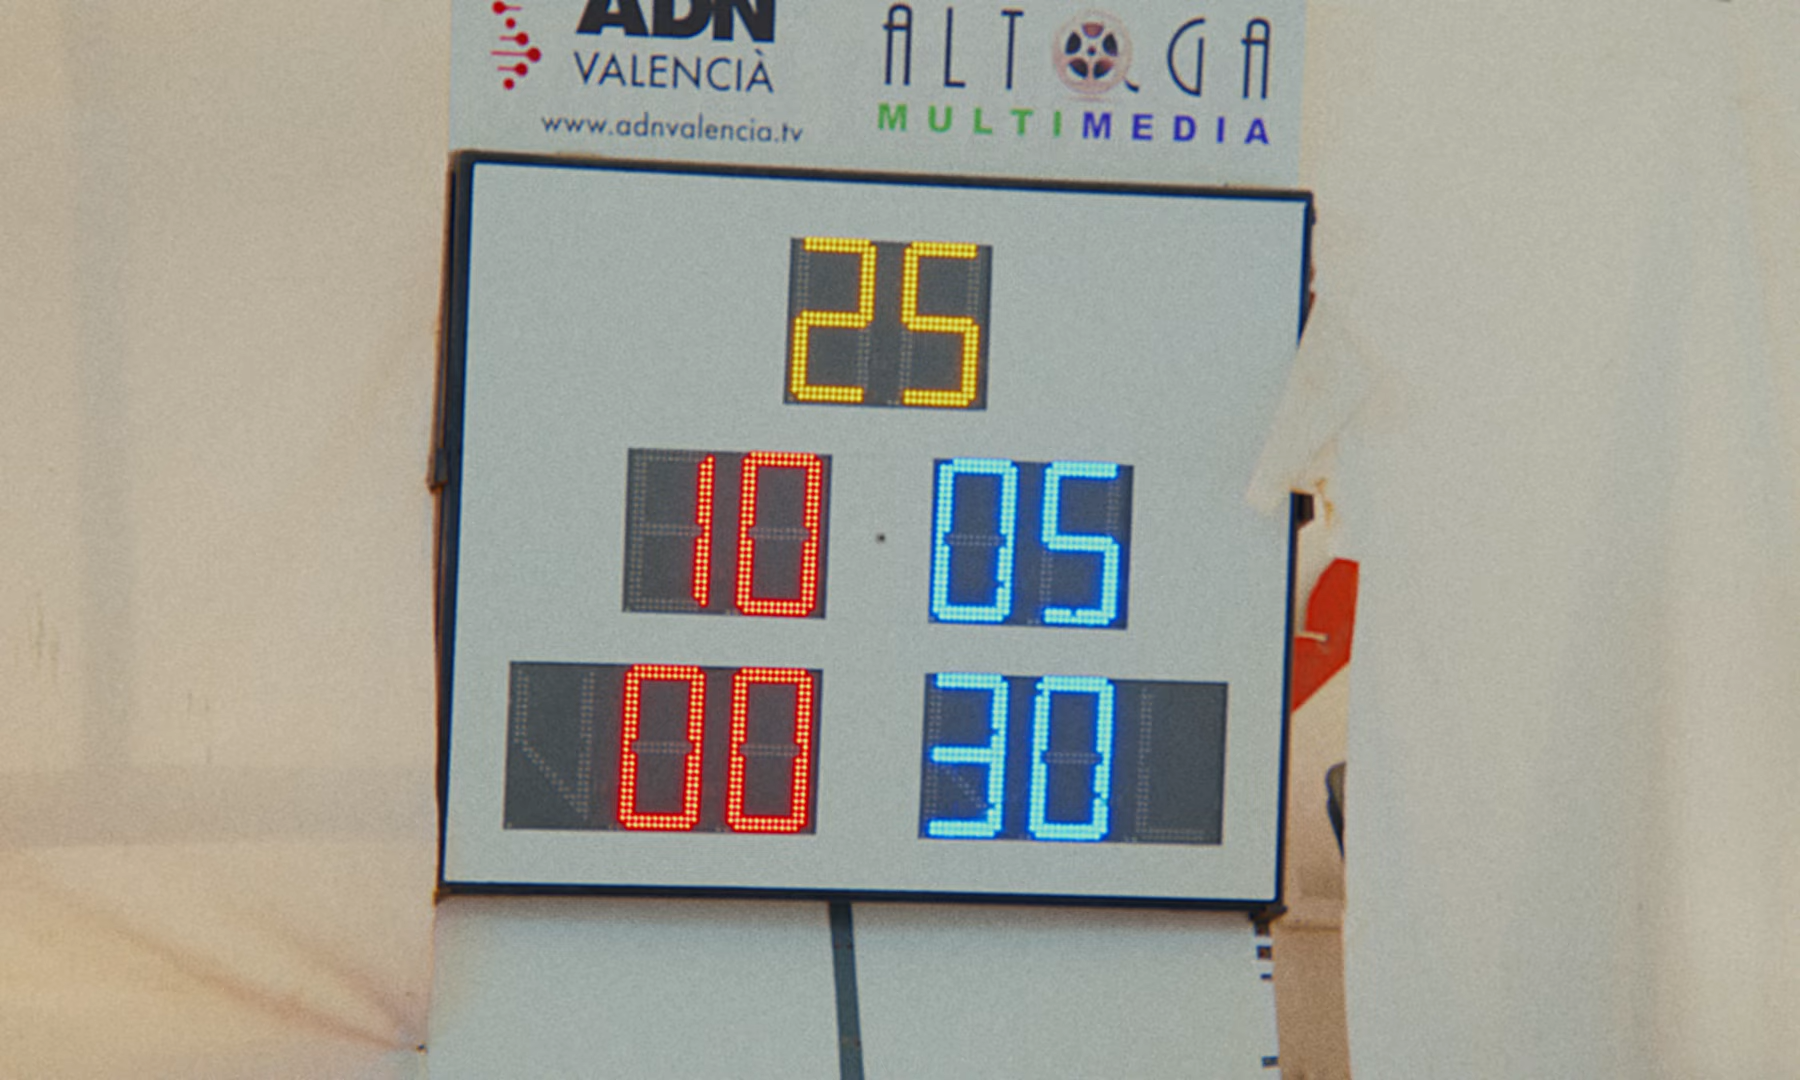 ADN
VALENCIÀ
www.adnvalencia.tv
ALTOGA
MULTIMEDIA
25
10 05
00 30